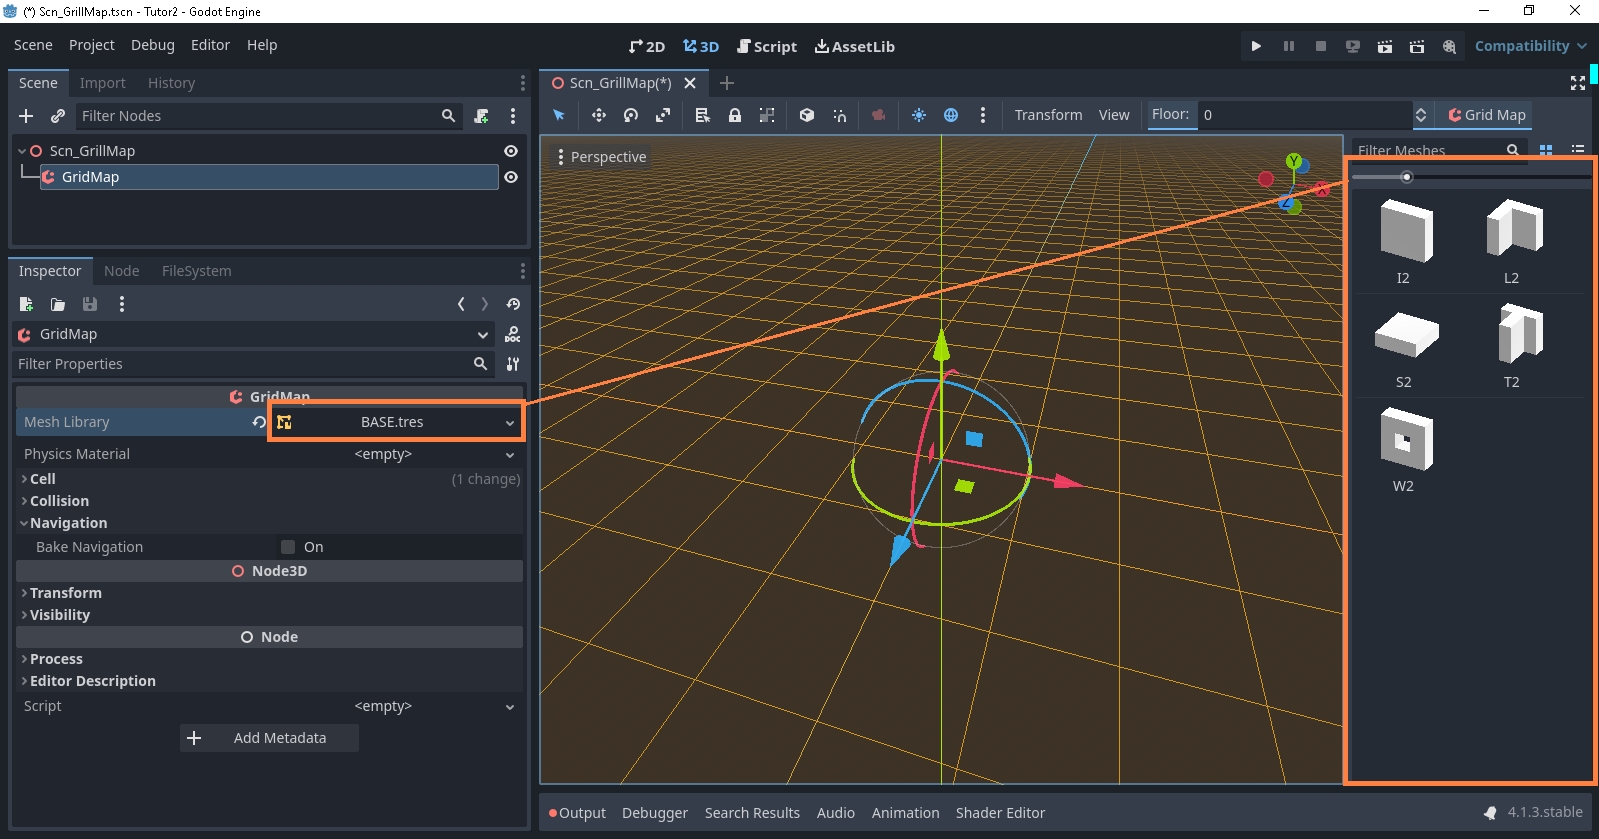 (*) Scn_GrillMap.tscn - Tutor2 - Godot Engine
Scene Project Debug Editor Help
2D 3D Script AssetLib
Compatibility
Scene Import History
Scn_GrillMap(*)
Filter Nodes
Transform View Floor: 0 Grid Map
Scn_GrillMap
GridMap
Perspective
Filter Meshes
Y
X
Z
I2 L2
S2 T2
W2
Inspector Node FileSystem
GridMap
DOC
Filter Properties
GridMap
Mesh Library BASE.tres
Physics Material <empty>
Cell (1 change)
Collision
Navigation
Bake Navigation On
Node3D
Transform
Visibility
Node
Process
Editor Description
Script <empty>
Add Metadata
Output Debugger Search Results Audio Animation Shader Editor
4.1.3.stable